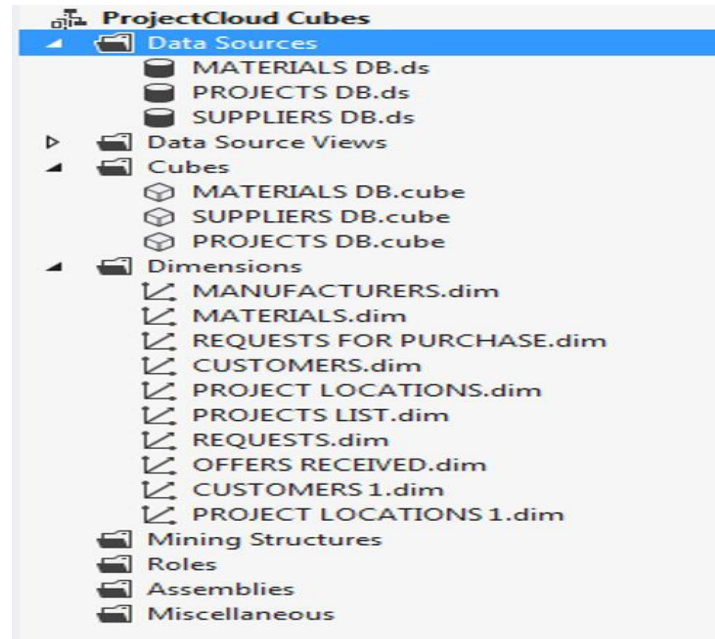 ProjectCloud Cubes
Data Sources
MATERIALS DB.ds
PROJECTS DB.ds
SUPPLIERS DB.ds
Data Source Views
Cubes
MATERIALS DB.cube
SUPPLIERS DB.cube
PROJECTS DB.cube
Dimensions
MANUFACTURERS.dim
MATERIALS.dim
REQUESTS FOR PURCHASE.dim
CUSTOMERS.dim
PROJECT LOCATIONS.dim
PROJECTS LIST.dim
REQUESTS.dim
OFFERS RECEIVED.dim
CUSTOMERS 1.dim
PROJECT LOCATIONS 1.dim
Mining Structures
Roles
Assemblies
Miscellaneous